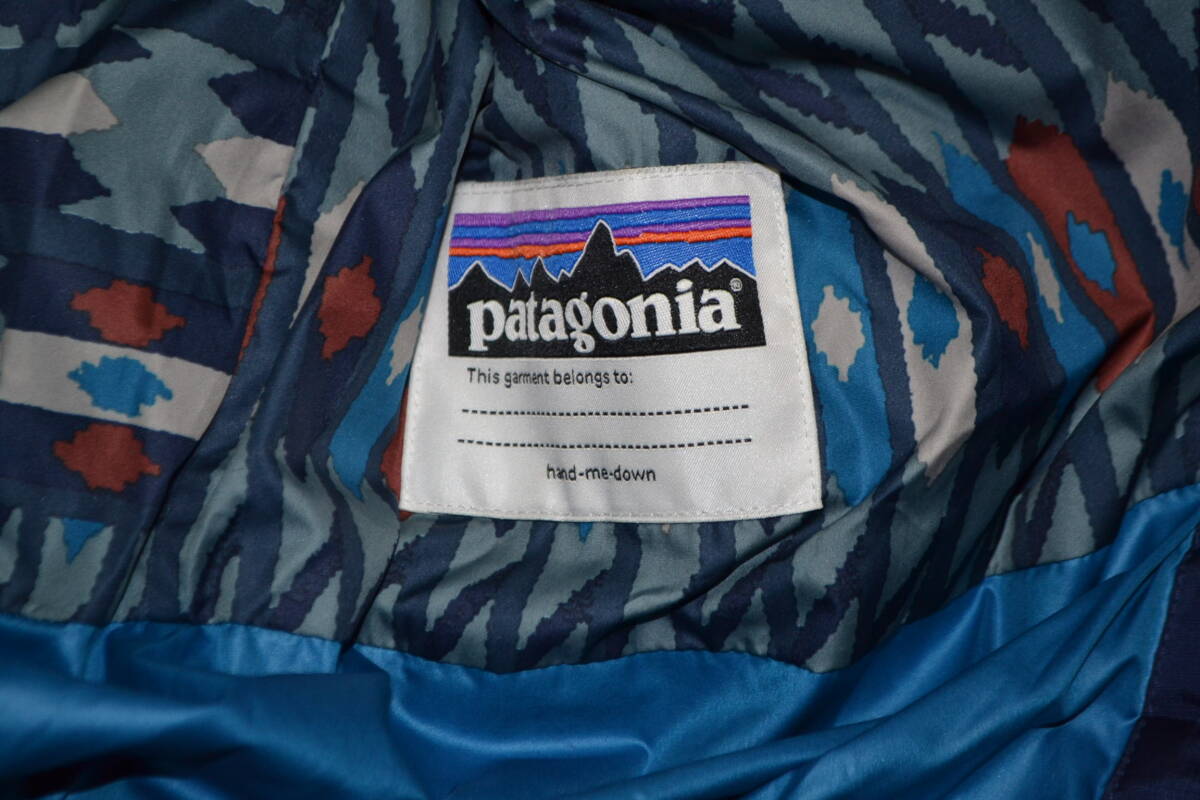 patagonia®
This garment belongs to:
hand-me-down